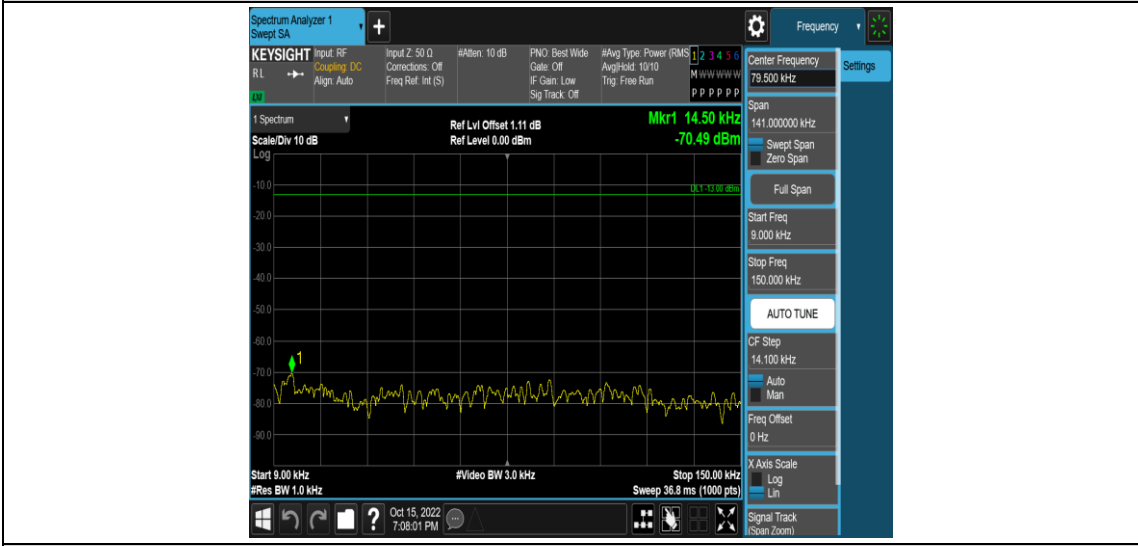 Spectrum Analyzer 1
Swept SA
+
Frequency
KEYSIGHT
RL
Input: RF
Coupling: DC
Align: Auto
Input Z: 50 Ω
Corrections: Off
Freq Ref: Int (S)
#Atten: 10 dB
PNO: Best Wide
Gate: Off
IF Gain: Low
Sig Track: Off
#Avg Type: Power (RMS
Avg|Hold: 10/10
Trig: Free Run
1 2 3 4 5 6
M W W W W W
P P P P P P
1 Spectrum
Scale/Div 10 dB
Ref Lvl Offset 1.11 dB
Ref Level 0.00 dBm
Mkr1 14.50 kHz
-70.49 dBm
Log
DL1 -13.00 dBm
-10.0
-20.0
-30.0
-40.0
-50.0
-60.0
1
-70.0
-80.0
-90.0
Start 9.00 kHz
#Video BW 3.0 kHz
Stop 150.00 kHz
#Res BW 1.0 kHz
Sweep 36.8 ms (1000 pts)
?
Oct 15, 2022
7:08:01 PM
Center Frequency
79.500 kHz
Settings
Span
141.000000 kHz
Swept Span
Zero Span
Full Span
Start Freq
9.000 kHz
Stop Freq
150.000 kHz
AUTO TUNE
CF Step
14.100 kHz
Auto
Man
Freq Offset
0 Hz
X Axis Scale
Log
Lin
Signal Track
(Span Zoom)